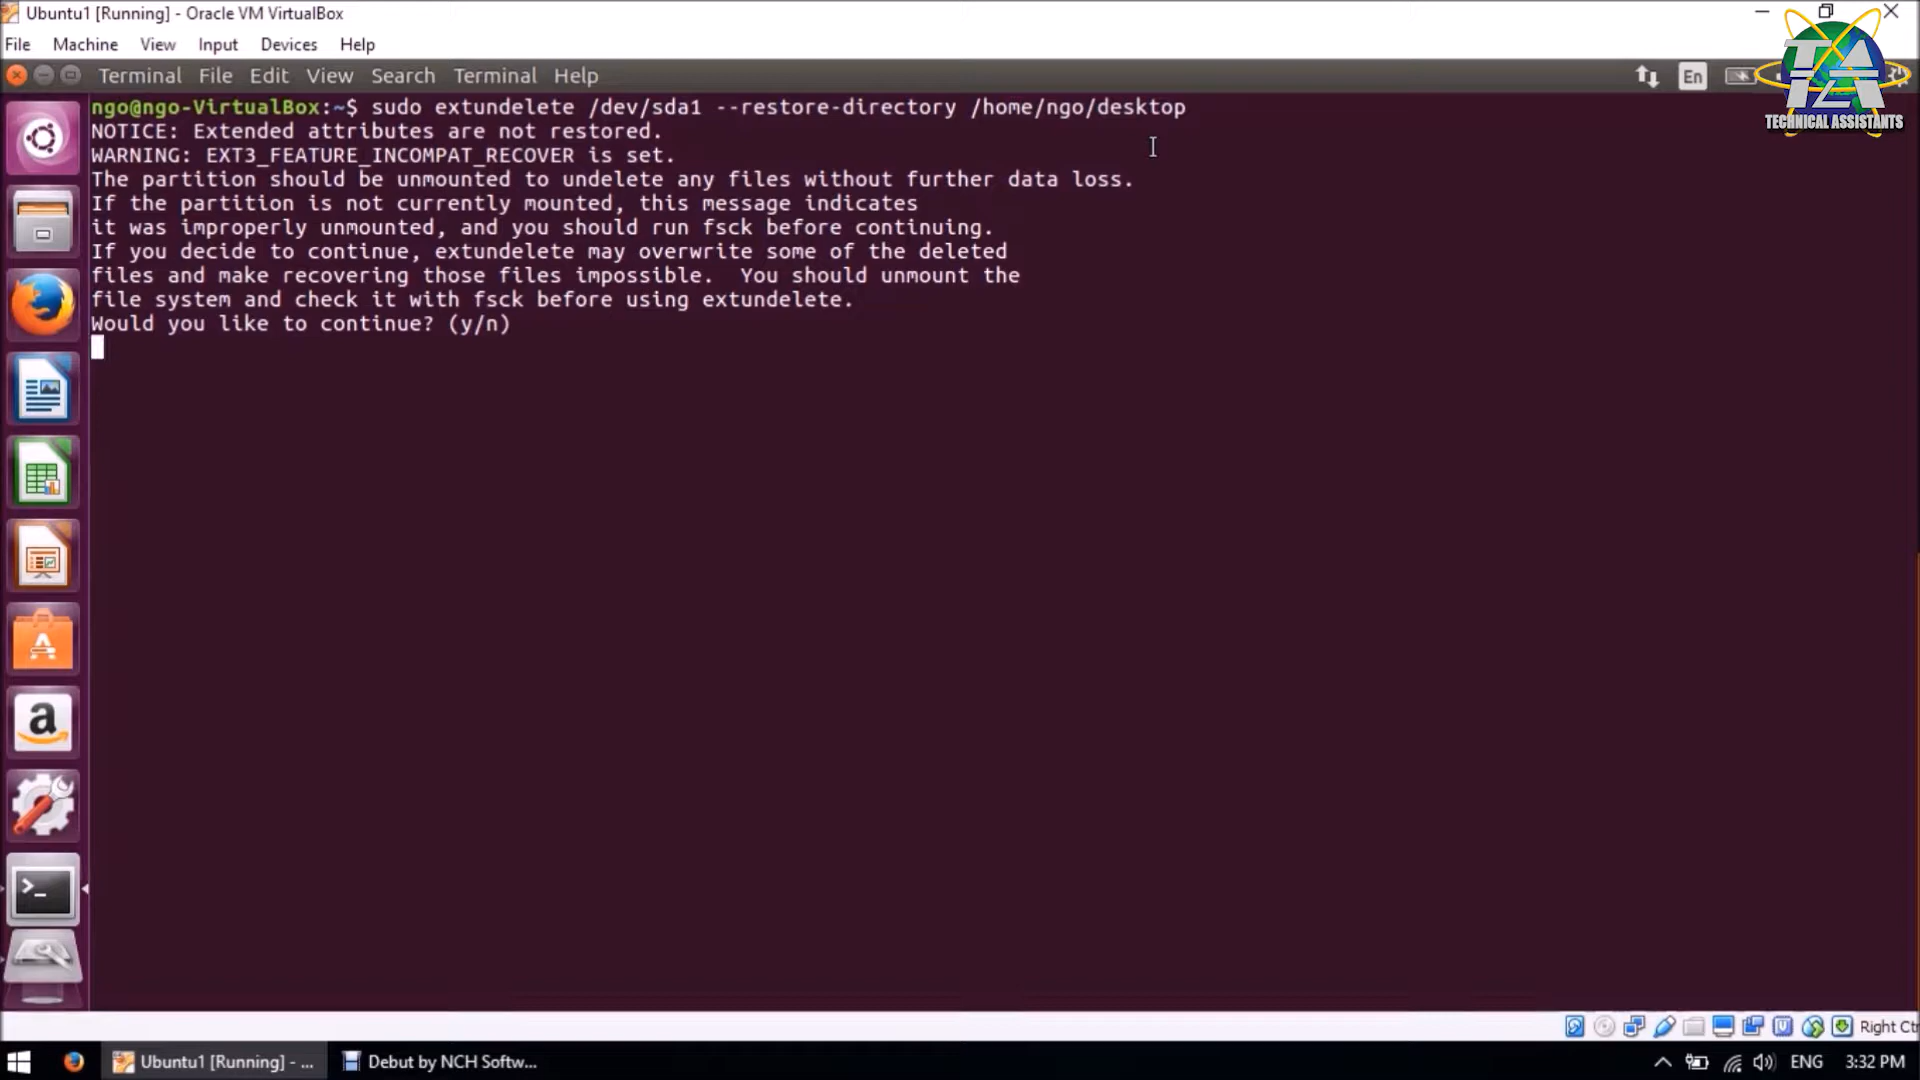 Ubuntu1 [Running] - Oracle VM VirtualBox
File Machine View Input Devices Help
Terminal File Edit View Search Terminal Help
En
TA
TECHNICAL ASSISTANTS
ngo@ngo-VirtualBox:~$ sudo extundelete /dev/sda1 --restore-directory /home/ngo/desktop
NOTICE: Extended attributes are not restored.
WARNING: EXT3_FEATURE_INCOMPAT_RECOVER is set.
The partition should be unmounted to undelete any files without further data loss.
If the partition is not currently mounted, this message indicates
it was improperly unmounted, and you should run fsck before continuing.
If you decide to continue, extundelete may overwrite some of the deleted
files and make recovering those files impossible.  You should unmount the
file system and check it with fsck before using extundelete.
Would you like to continue? (y/n)
Right Ctr
Ubuntu1 [Running] - ...
Debut by NCH Softw...
ENG
3:32 PM